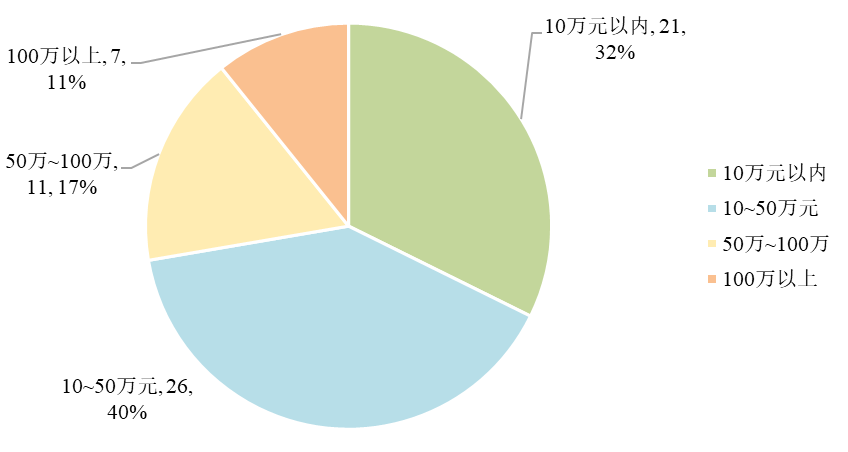 10万元以内, 21,
32%
100万以上, 7,
11%
50万~100万,
11, 17%
10~50万元, 26,
40%
10万元以内
10~50万元
50万~100万
100万以上